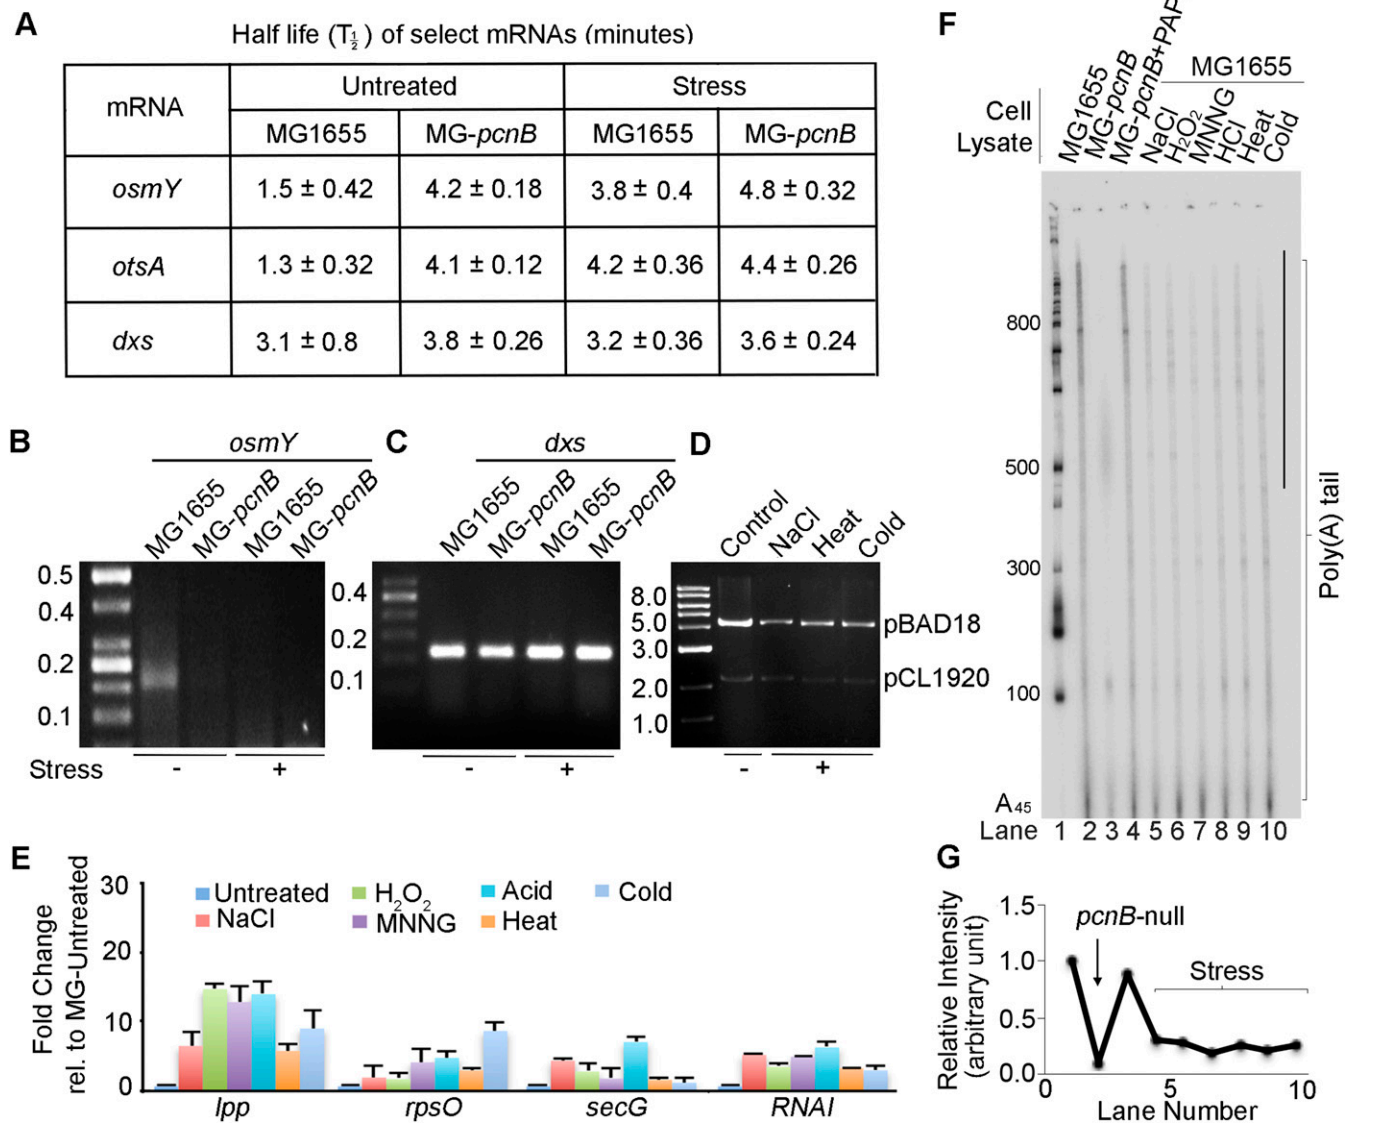 A
Half life (T½) of select mRNAs (minutes)
mRNA
Untreated
Stress
MG1655
MG-pcnB
MG1655
MG-pcnB
osmY
1.5 ± 0.42
4.2 ± 0.18
3.8 ± 0.4
4.8 ± 0.32
otsA
1.3 ± 0.32
4.1 ± 0.12
4.2 ± 0.36
4.4 ± 0.26
dxs
3.1 ± 0.8
3.8 ± 0.26
3.2 ± 0.36
3.6 ± 0.24
B
osmY
MG1655
MG-pcnB
MG1655
MG-pcnB
0.5
0.4
0.2
0.1
Stress
-
+
C
dxs
MG1655
MG-pcnB
MG1655
MG-pcnB
0.4
0.2
0.1
-
+
D
Control
NaCl
Heat
Cold
8.0
5.0
3.0
2.0
1.0
pBAD18
pCL1920
-
+
E
Fold Change
rel. to MG-Untreated
30
20
10
0
Untreated
NaCl
H₂O₂
MNNG
Acid
Heat
Cold
lpp
rpsO
secG
RNAI
F
Cell
Lysate
MG1655
MG-pcnB
MG-pcnB+PAP
MG1655
NaCl
H₂O₂
MNNG
HCl
Heat
Cold
800
500
300
100
A45
Poly(A) tail
Lane 1 2 3 4 5 6 7 8 9 10
G
Relative Intensity
(arbitrary unit)
1.5
1.0
0.5
0.0
pcnB-null
Stress
0 5 10
Lane Number